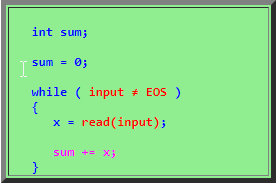 int sum;
sum = 0;
while ( input ≠ EOS )
{
x = read(input);
sum += x;
}